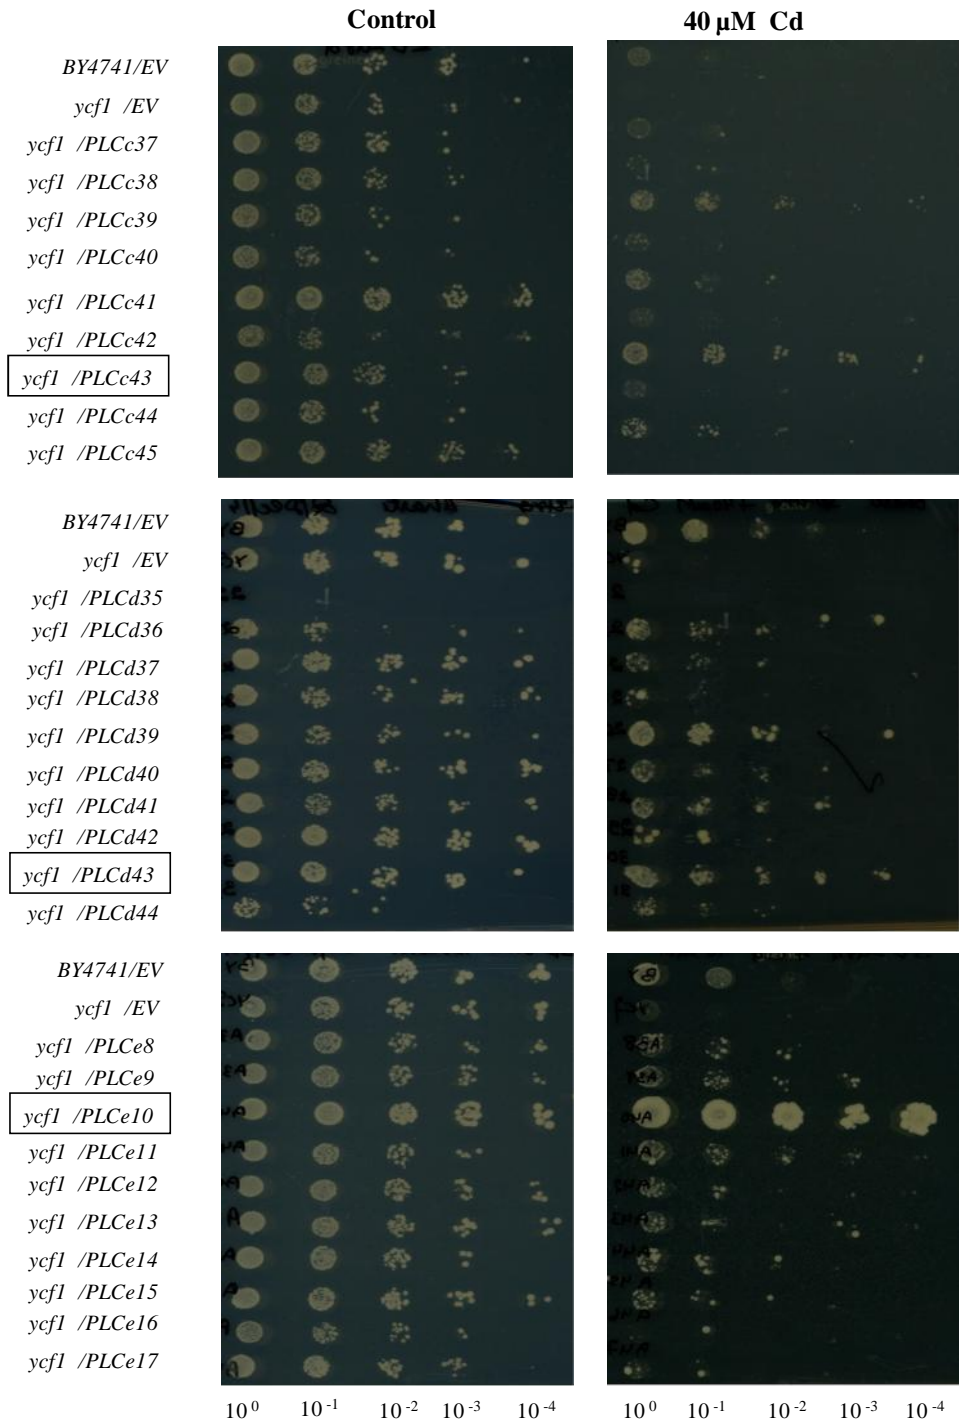 Control 40 µM Cd
BY4741/EV
ycf1 /EV
ycf1 /PLCc37
ycf1 /PLCc38
ycf1 /PLCc39
ycf1 /PLCc40
ycf1 /PLCc41
ycf1 /PLCc42
ycf1 /PLCc43
ycf1 /PLCc44
ycf1 /PLCc45
BY4741/EV
ycf1 /EV
ycf1 /PLCd35
ycf1 /PLCd36
ycf1 /PLCd37
ycf1 /PLCd38
ycf1 /PLCd39
ycf1 /PLCd40
ycf1 /PLCd41
ycf1 /PLCd42
ycf1 /PLCd43
ycf1 /PLCd44
BY4741/EV
ycf1 /EV
ycf1 /PLCe8
ycf1 /PLCe9
ycf1 /PLCe10
ycf1 /PLCe11
ycf1 /PLCe12
ycf1 /PLCe13
ycf1 /PLCe14
ycf1 /PLCe15
ycf1 /PLCe16
ycf1 /PLCe17
10⁰ 10⁻¹ 10⁻² 10⁻³ 10⁻⁴ 10⁰ 10⁻¹ 10⁻² 10⁻³ 10⁻⁴